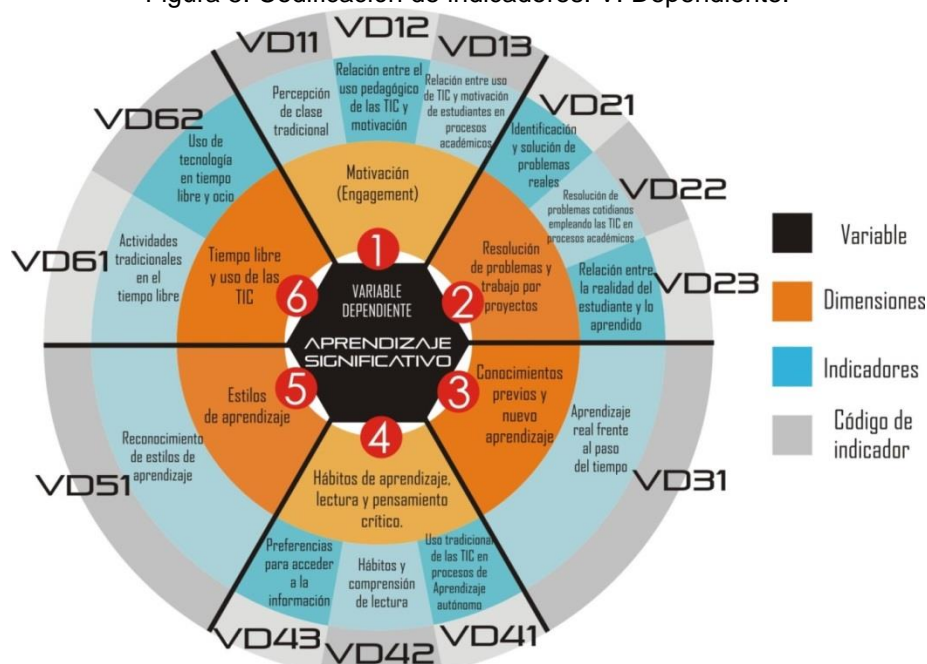 Figura 3. Codificación de indicadores. V. Dependiente.
VD11
VD12
VD13
VD21
VD22
VD23
VD31
VD41
VD42
VD43
VD51
VD61
VD62
Percepción
de clase
tradicional
Relación entre el
uso pedagógico
de las TIC y
motivación
Relación entre uso
de TIC y motivación
de estudiantes en
procesos
académicos
Identificación
y solución de
problemas
reales
Resolución de
problemas cotidianos
empleando las TIC en
procesos académicos
Relación entre
la realidad del
estudiante y lo
aprendido
Aprendizaje
real frente
al paso
del tiempo
Uso tradicional
de las TIC en
procesos de
Aprendizaje
autónomo
Hábitos y
comprensión
de lectura
Preferencias
para acceder
a la
información
Reconocimiento
de estilos de
aprendizaje
Actividades
tradicionales
en el
tiempo libre
Uso de
tecnología
en tiempo
libre y ocio
Motivación
(Engagement)
1
Resolución
de problemas y
trabajo por
proyectos
2
Conocimientos
previos y
nuevo
aprendizaje
3
4
Hábitos de aprendizaje,
lectura y pensamiento
crítico.
5
Estilos
de aprendizaje
6
Tiempo libre
y uso de las
TIC
VARIABLE
DEPENDIENTE
APRENDIZAJE
SIGNIFICATIVO
Variable
Dimensiones
Indicadores
Código de
indicador